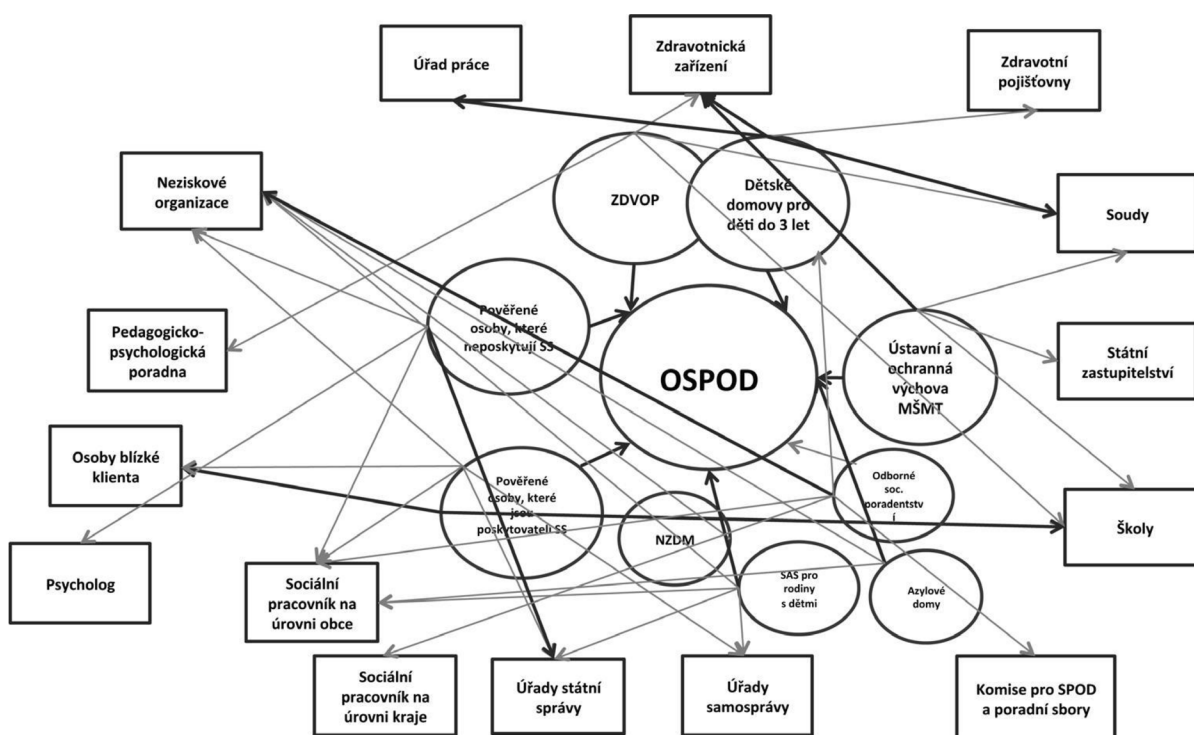 Úřad práce
Zdravotnická
zařízení
Zdravotní
pojišťovny
Neziskové
organizace
ZDVOP
Dětské
domovy pro
děti do 3 let
Soudy
Pedagogicko-
psychologická
poradna
Pověřené
osoby, které
neposkytují SS
OSPOD
Ústavní a
ochranná
výchova
MŠMT
Státní
zastupitelství
Osoby blízké
klienta
Pověřené
osoby, které
jsou
poskytovateli SS
NZDM
Odborné
soc.
poradentstv
í
Školy
Psycholog
Sociální
pracovník na
úrovni obce
SAS pro
rodiny
s dětmi
Azylové
domy
Sociální
pracovník na
úrovni kraje
Úřady státní
správy
Úřady
samosprávy
Komise pro SPOD
a poradní sbory